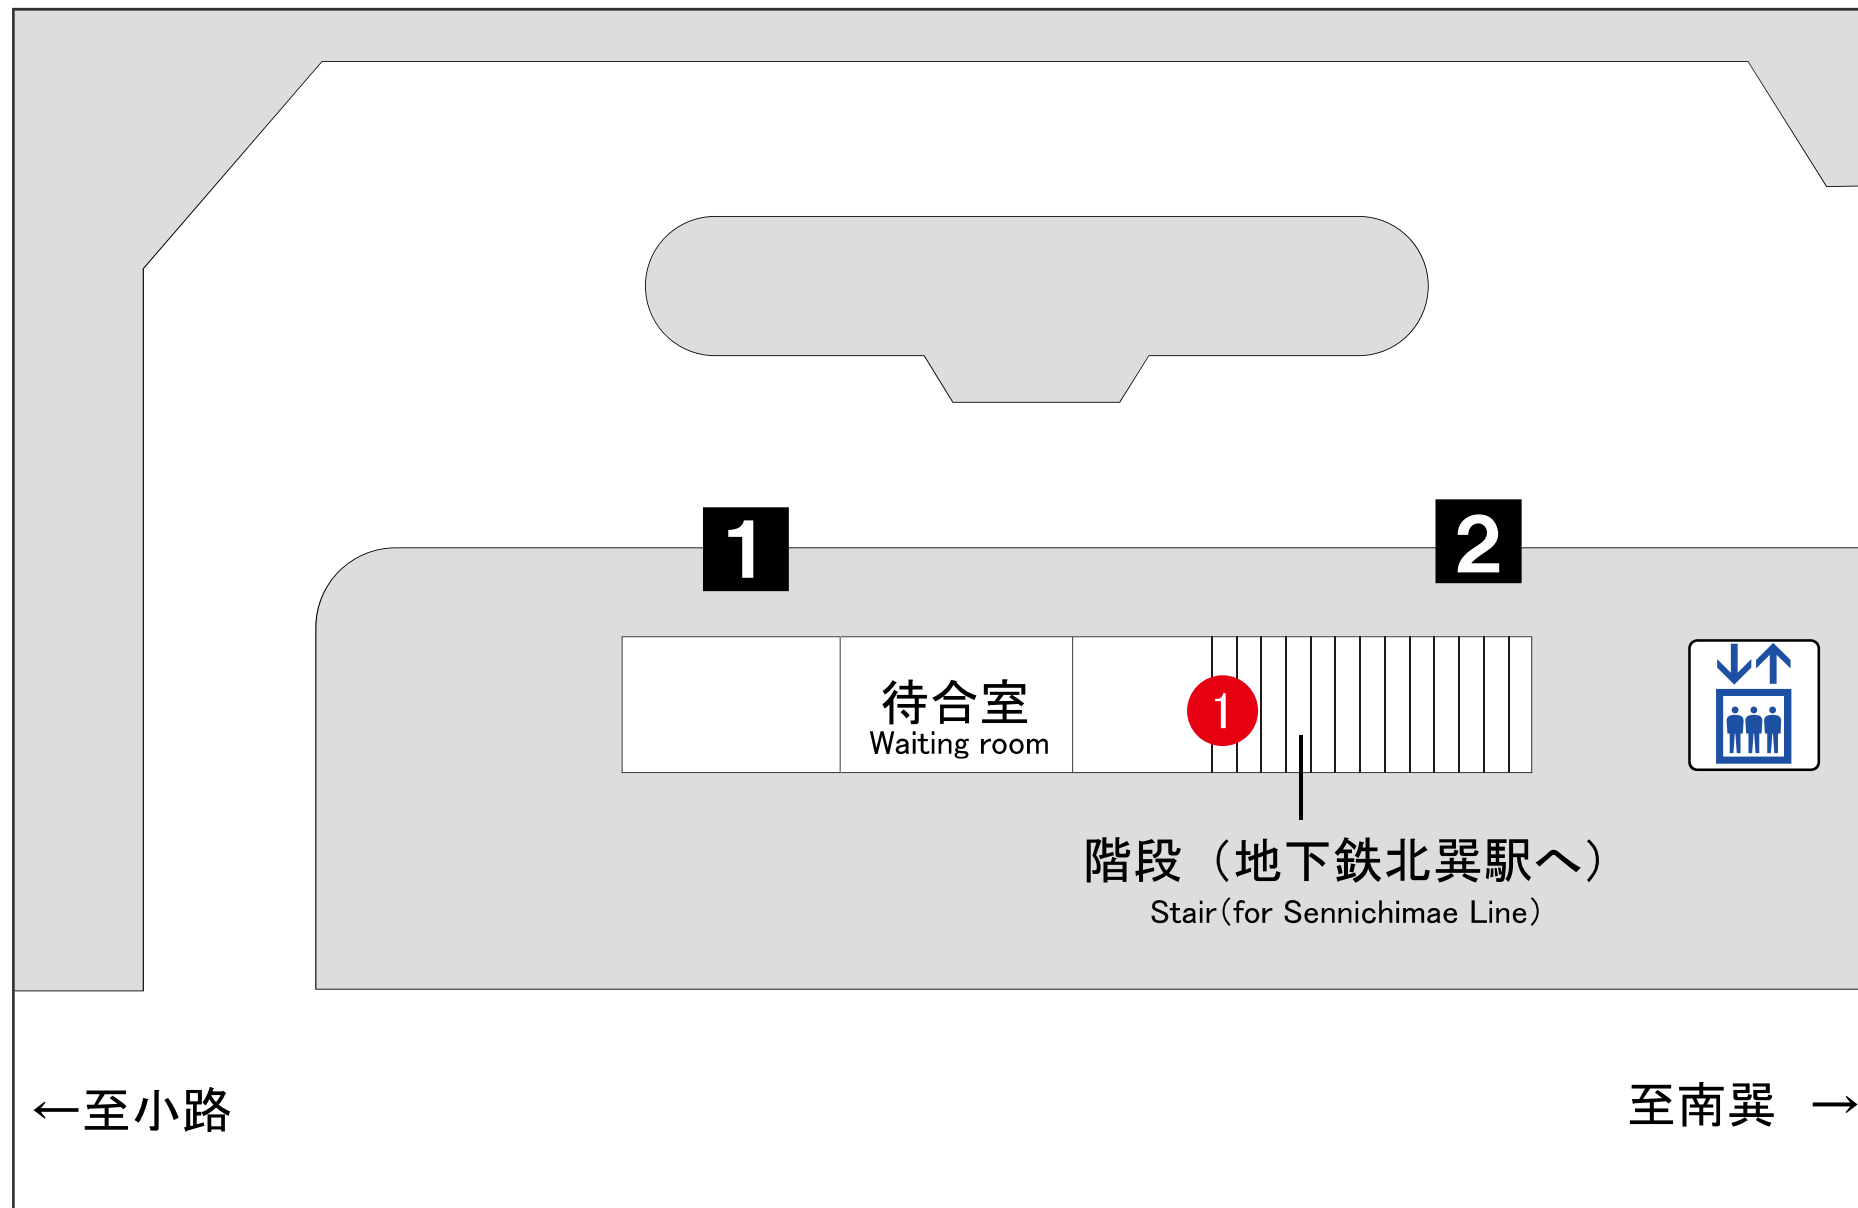 1
2
待合室
Waiting room
1
階段（地下鉄北巽駅へ）
Stair(for Sennichimae Line)
←至小路
至南巽 →